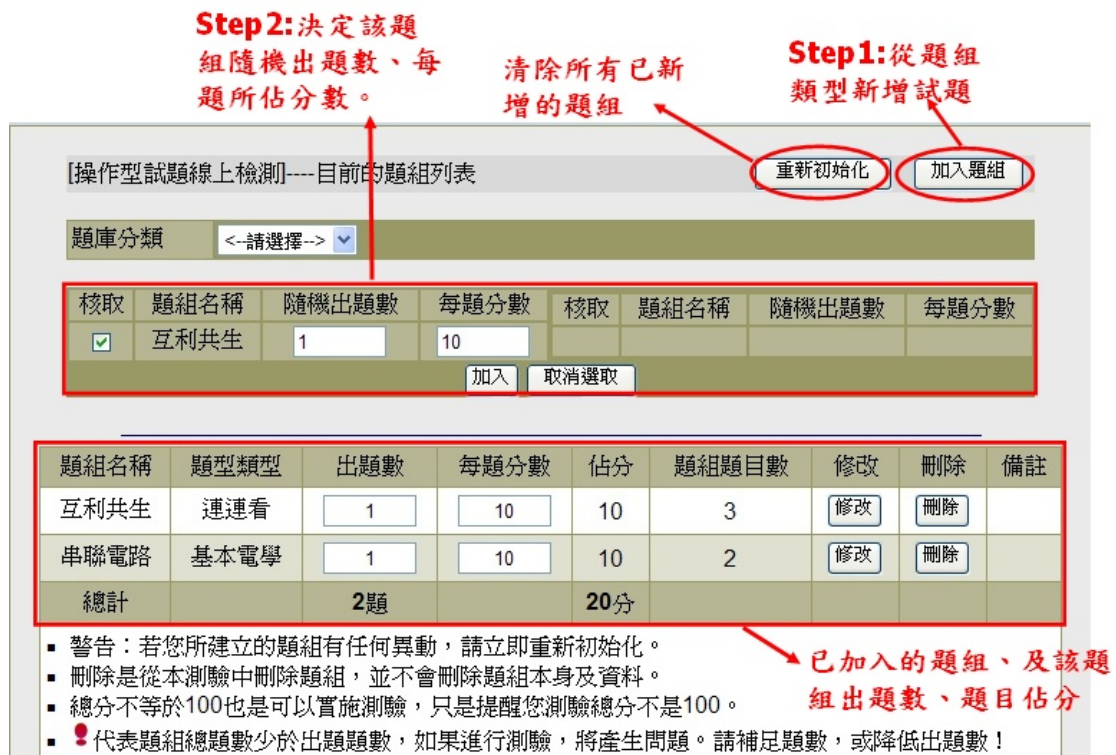 Step2:決定該題
組隨機出題數、每
題所佔分數。
清除所有已新
增的題組
Step1:從題組
類型新增試題
[操作型試題線上檢測]----目前的題組列表
重新初始化
加入題組
題庫分類
<--請選擇-->
核取 題組名稱 隨機出題數 每題分數 核取 題組名稱 隨機出題數 每題分數
互利共生 1 10
加入 取消選取
題組名稱 題型類型 出題數 每題分數 佔分 題組題目數 修改 刪除 備註
互利共生 連連看 1 10 10 3 修改 刪除
串聯電路 基本電學 1 10 10 2 修改 刪除
總計 2題 20分
▪ 警告：若您所建立的題組有任何異動，請立即重新初始化。
▪ 刪除是從本測驗中刪除題組，並不會刪除題組本身及資料。
▪ 總分不等於100也是可以實施測驗，只是提醒您測驗總分不是100。
▪ 代表題組總題數少於出題題數，如果進行測驗，將產生問題。請補足題數，或降低出題數！
已加入的題組、及該題
組出題數、題目佔分